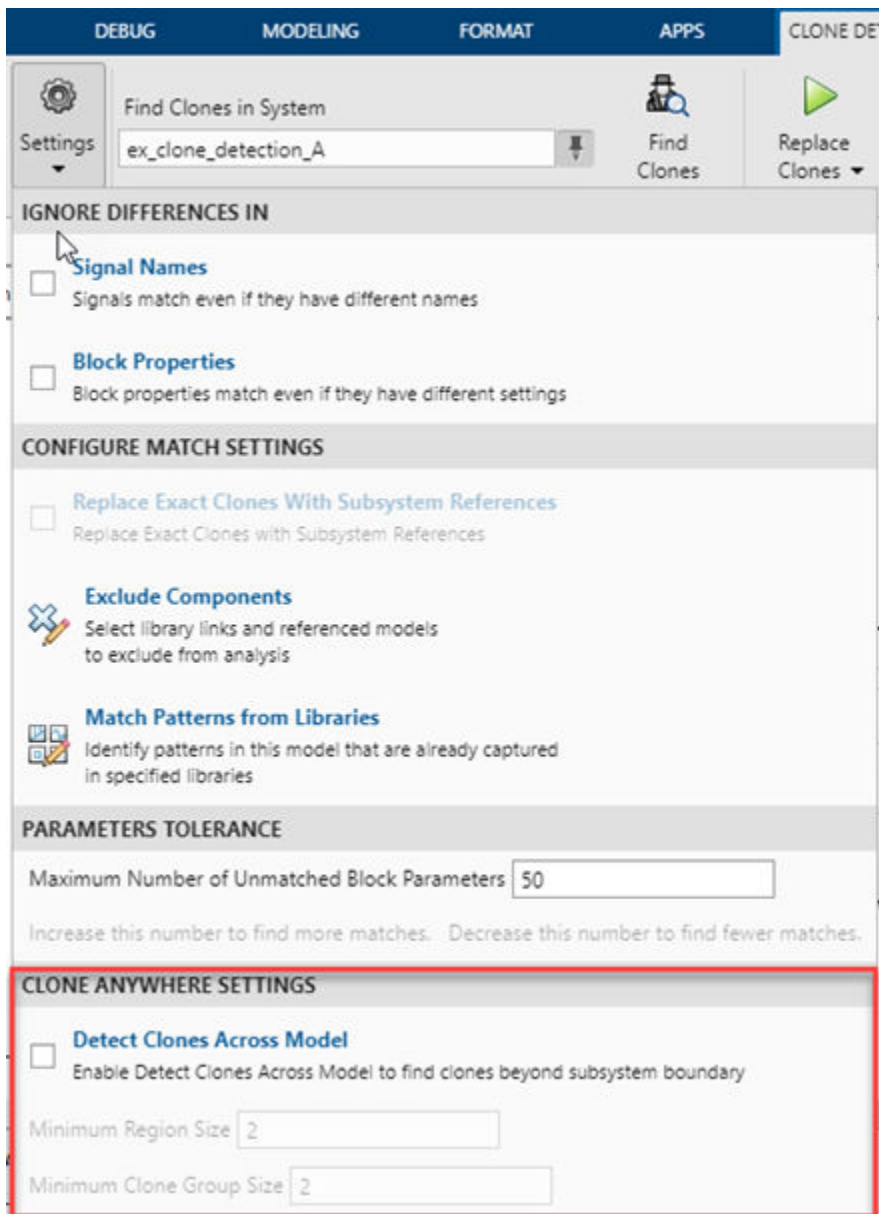 DEBUG MODELING FORMAT APPS CLONE DE
Find Clones in System
Settings
ex_clone_detection_A
Find
Clones
Replace
Clones
IGNORE DIFFERENCES IN
Signal Names
Signals match even if they have different names
Block Properties
Block properties match even if they have different settings
CONFIGURE MATCH SETTINGS
Replace Exact Clones With Subsystem References
Replace Exact Clones with Subsystem References
Exclude Components
Select library links and referenced models
to exclude from analysis
Match Patterns from Libraries
Identify patterns in this model that are already captured
in specified libraries
PARAMETERS TOLERANCE
Maximum Number of Unmatched Block Parameters 50
Increase this number to find more matches. Decrease this number to find fewer matches.
CLONE ANYWHERE SETTINGS
Detect Clones Across Model
Enable Detect Clones Across Model to find clones beyond subsystem boundary
Minimum Region Size 2
Minimum Clone Group Size 2